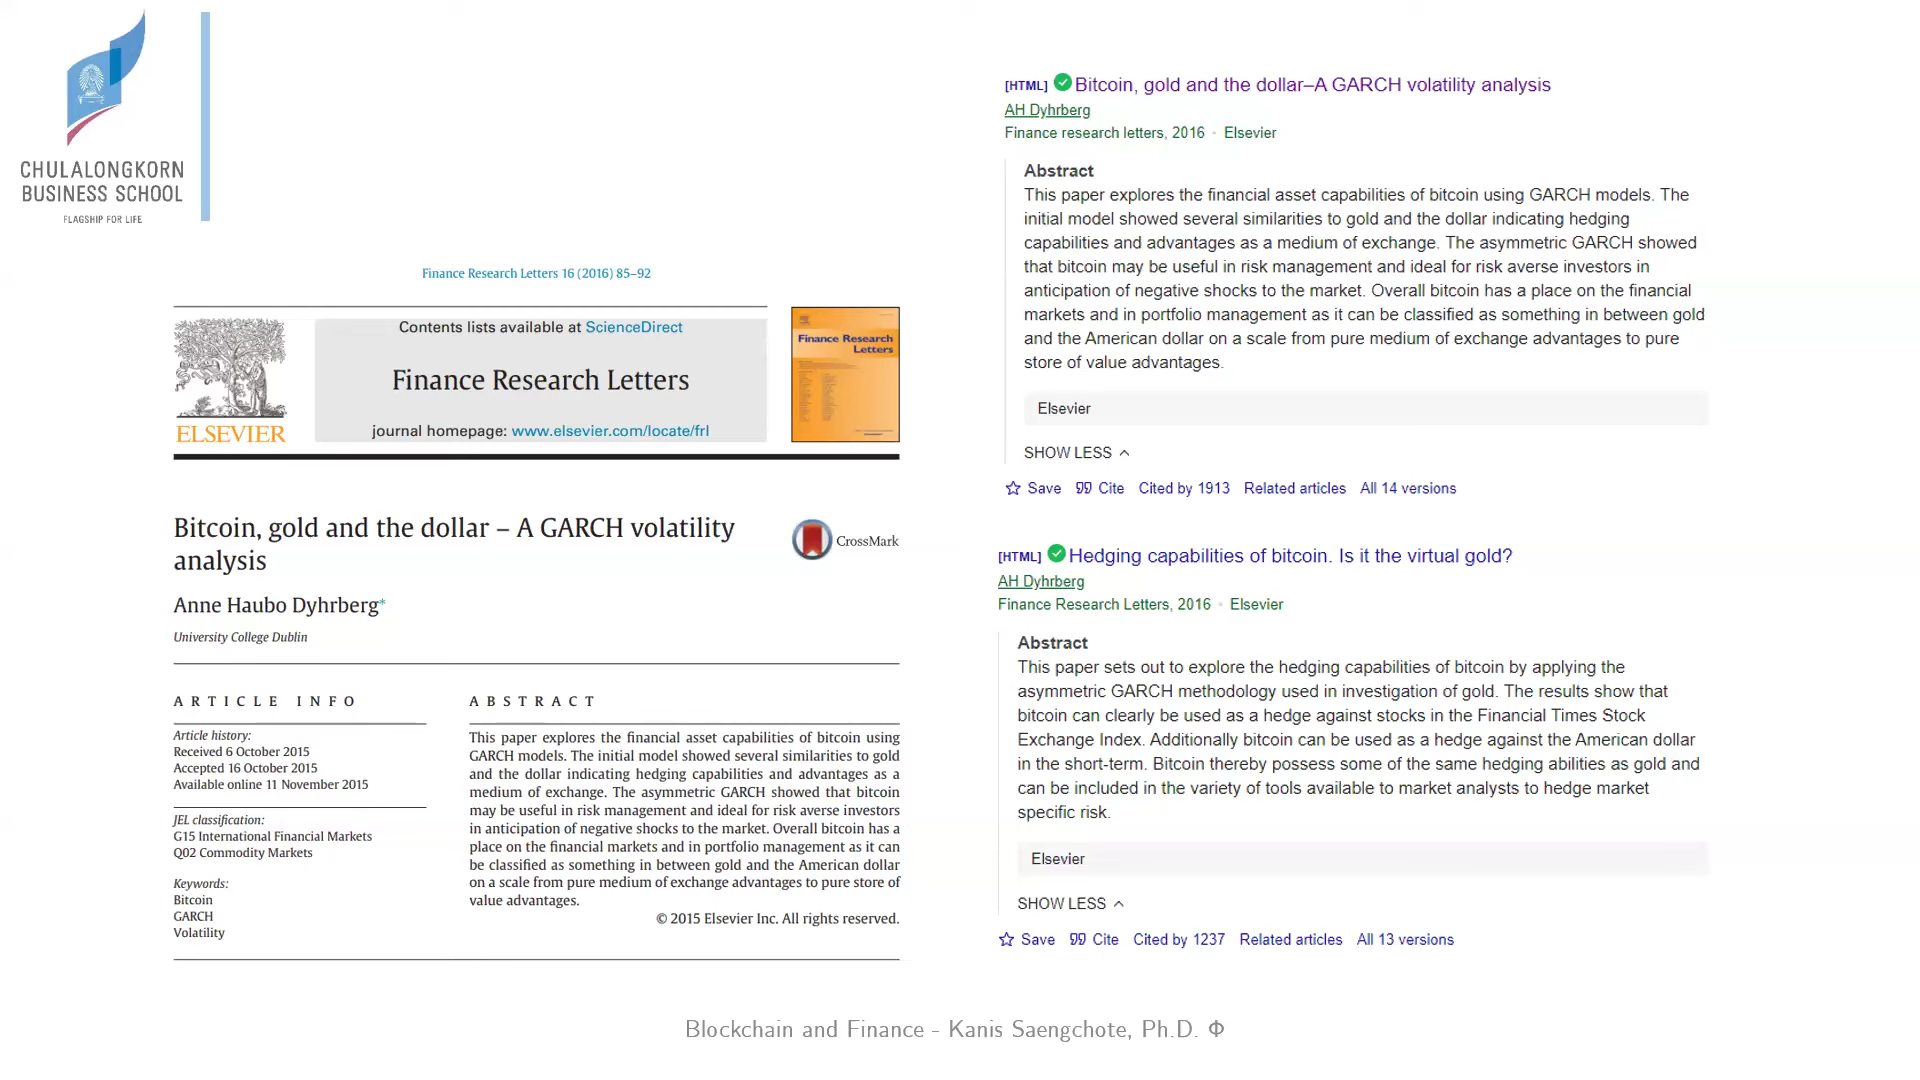 CHULALONGKORN
BUSINESS SCHOOL
FLAGSHIP FOR LIFE
Finance Research Letters 16 (2016) 85–92
Contents lists available at ScienceDirect
Finance Research Letters
journal homepage: www.elsevier.com/locate/frl
ELSEVIER
Finance Research
Letters
Bitcoin, gold and the dollar – A GARCH volatility
analysis
CrossMark
Anne Haubo Dyhrberg*
University College Dublin
ARTICLE INFO
Article history:
Received 6 October 2015
Accepted 16 October 2015
Available online 11 November 2015
JEL classification:
G15 International Financial Markets
Q02 Commodity Markets
Keywords:
Bitcoin
GARCH
Volatility
ABSTRACT
This paper explores the financial asset capabilities of bitcoin using
GARCH models. The initial model showed several similarities to gold
and the dollar indicating hedging capabilities and advantages as a
medium of exchange. The asymmetric GARCH showed that bitcoin
may be useful in risk management and ideal for risk averse investors
in anticipation of negative shocks to the market. Overall bitcoin has a
place on the financial markets and in portfolio management as it can
be classified as something in between gold and the American dollar
on a scale from pure medium of exchange advantages to pure store of
value advantages.
© 2015 Elsevier Inc. All rights reserved.
[HTML] Bitcoin, gold and the dollar–A GARCH volatility analysis
AH Dyhrberg
Finance research letters, 2016 • Elsevier
Abstract
This paper explores the financial asset capabilities of bitcoin using GARCH models. The
initial model showed several similarities to gold and the dollar indicating hedging
capabilities and advantages as a medium of exchange. The asymmetric GARCH showed
that bitcoin may be useful in risk management and ideal for risk averse investors in
anticipation of negative shocks to the market. Overall bitcoin has a place on the financial
markets and in portfolio management as it can be classified as something in between gold
and the American dollar on a scale from pure medium of exchange advantages to pure
store of value advantages.
Elsevier
SHOW LESS
Save Cite Cited by 1913 Related articles All 14 versions
[HTML] Hedging capabilities of bitcoin. Is it the virtual gold?
AH Dyhrberg
Finance Research Letters, 2016 • Elsevier
Abstract
This paper sets out to explore the hedging capabilities of bitcoin by applying the
asymmetric GARCH methodology used in investigation of gold. The results show that
bitcoin can clearly be used as a hedge against stocks in the Financial Times Stock
Exchange Index. Additionally bitcoin can be used as a hedge against the American dollar
in the short-term. Bitcoin thereby possess some of the same hedging abilities as gold and
can be included in the variety of tools available to market analysts to hedge market
specific risk.
Elsevier
SHOW LESS
Save Cite Cited by 1237 Related articles All 13 versions
Blockchain and Finance - Kanis Saengchote, Ph.D. Φ